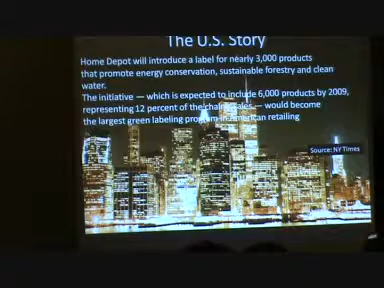 The U.S. Story
Home Depot will introduce a label for nearly 3,000 products
that promote energy conservation, sustainable forestry and clean
water.
The initiative — which is expected to include 6,000 products by 2009,
representing 12 percent of the chain's sales — would become
the largest green labeling program in American retailing
Source: NY Times